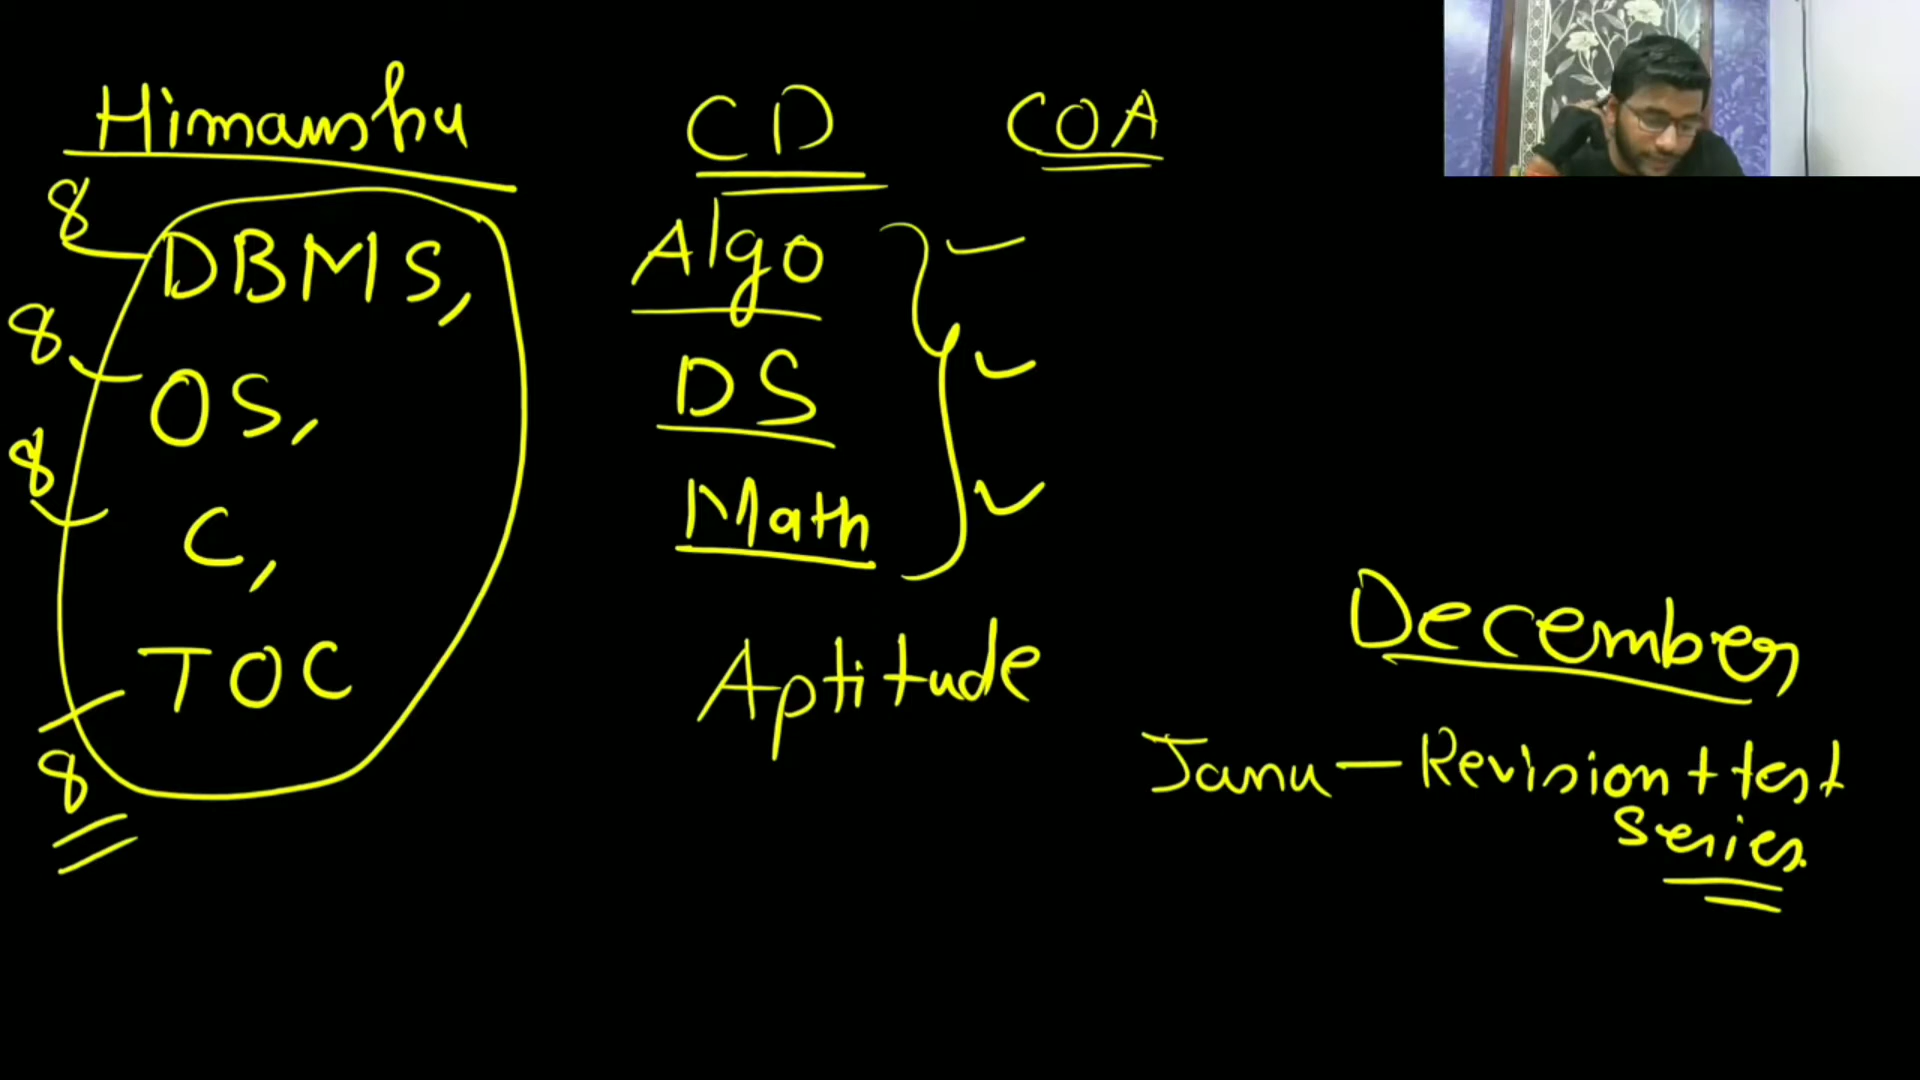 Himanshu
CD
COA
8 DBMS,
8 OS,
8 C,
8 TOC
Algo
DS
Math
Aptitude
December
Janu - Revision + test
series.